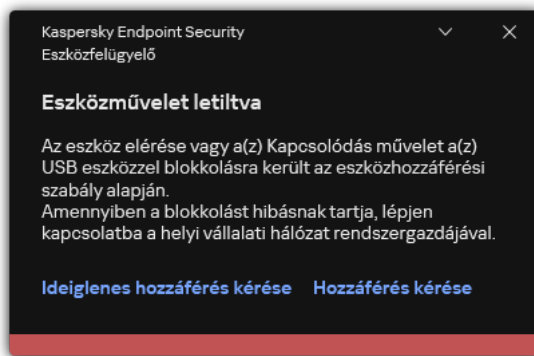 Kaspersky Endpoint Security
Eszközfelügyelő
Eszközművelet letiltva
Az eszköz elérése vagy a(z) Kapcsolódás művelet a(z)
USB eszközzel blokkolásra került az eszközhozzáférési
szabály alapján.
Amennyiben a blokkolást hibásnak tartja, lépjen
kapcsolatba a helyi vállalati hálózat rendszergazdájával.
Ideiglenes hozzáférés kérése Hozzáférés kérése